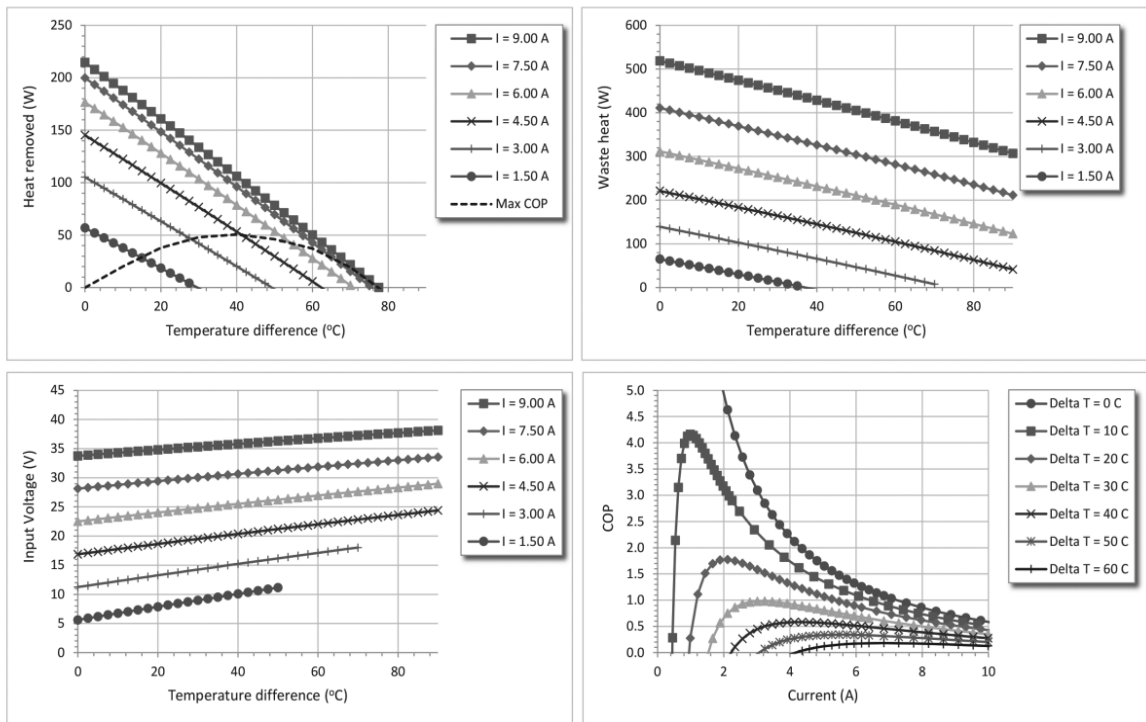 250
200
150
100
50
0
Heat removed (W)
0 20 40 60 80
Temperature difference (°C)
I = 9.00 A
I = 7.50 A
I = 6.00 A
I = 4.50 A
I = 3.00 A
I = 1.50 A
Max COP
600
500
400
300
200
100
0
Waste heat (W)
0 20 40 60 80
Temperature difference (°C)
I = 9.00 A
I = 7.50 A
I = 6.00 A
I = 4.50 A
I = 3.00 A
I = 1.50 A
45
40
35
30
25
20
15
10
5
0
Input Voltage (V)
0 20 40 60 80
Temperature difference (°C)
I = 9.00 A
I = 7.50 A
I = 6.00 A
I = 4.50 A
I = 3.00 A
I = 1.50 A
5.0
4.5
4.0
3.5
3.0
2.5
2.0
1.5
1.0
0.5
0.0
COP
0 2 4 6 8 10
Current (A)
Delta T = 0 C
Delta T = 10 C
Delta T = 20 C
Delta T = 30 C
Delta T = 40 C
Delta T = 50 C
Delta T = 60 C